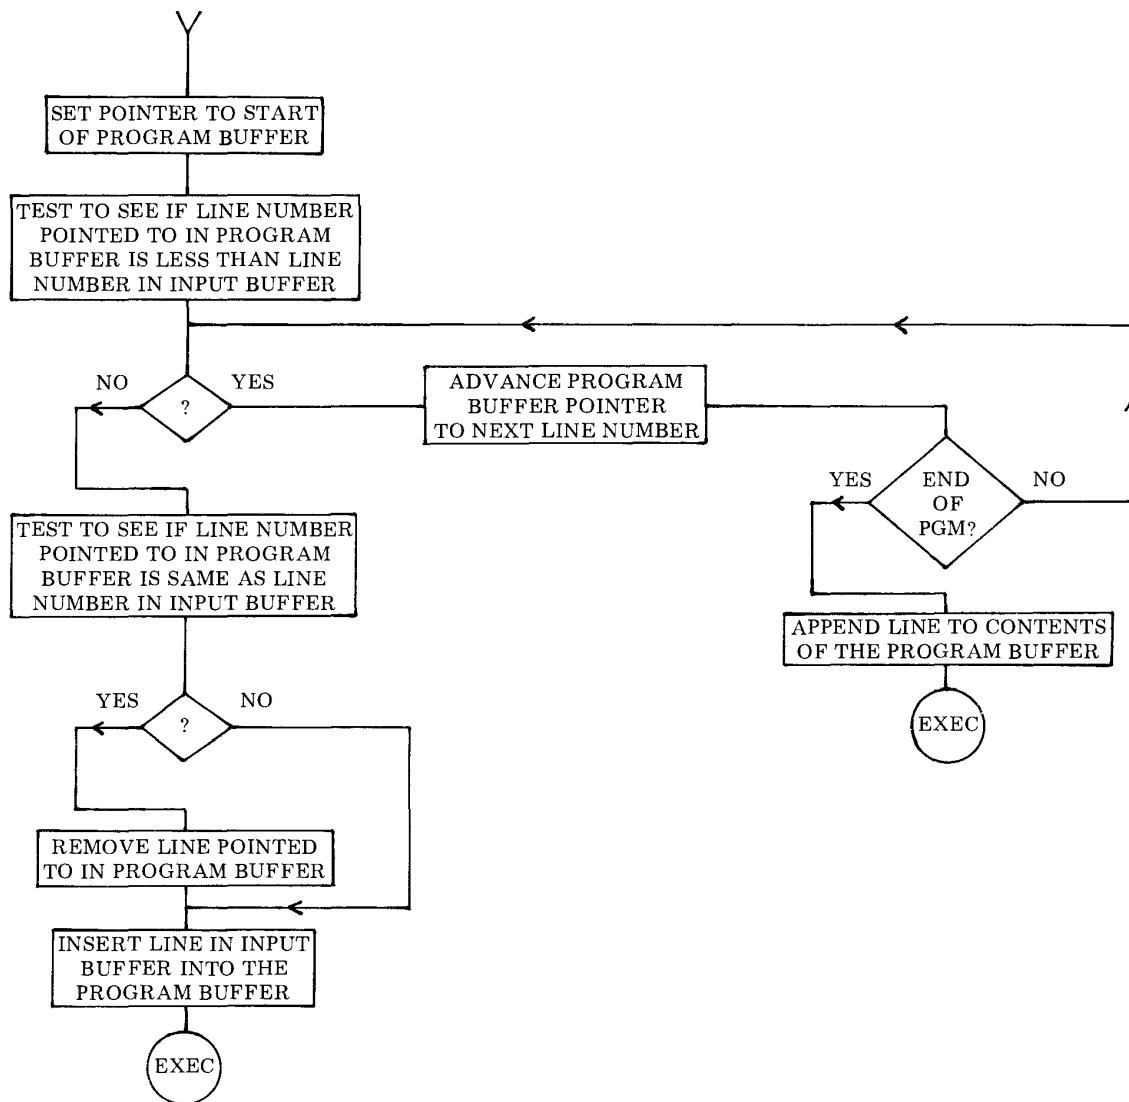 SET POINTER TO START
OF PROGRAM BUFFER
TEST TO SEE IF LINE NUMBER
POINTED TO IN PROGRAM
BUFFER IS LESS THAN LINE
NUMBER IN INPUT BUFFER
NO
?
YES
ADVANCE PROGRAM
BUFFER POINTER
TO NEXT LINE NUMBER
YES
END
OF
PGM?
NO
APPEND LINE TO CONTENTS
OF THE PROGRAM BUFFER
EXEC
TEST TO SEE IF LINE NUMBER
POINTED TO IN PROGRAM
BUFFER IS SAME AS LINE
NUMBER IN INPUT BUFFER
YES
?
NO
REMOVE LINE POINTED
TO IN PROGRAM BUFFER
INSERT LINE IN INPUT
BUFFER INTO THE
PROGRAM BUFFER
EXEC